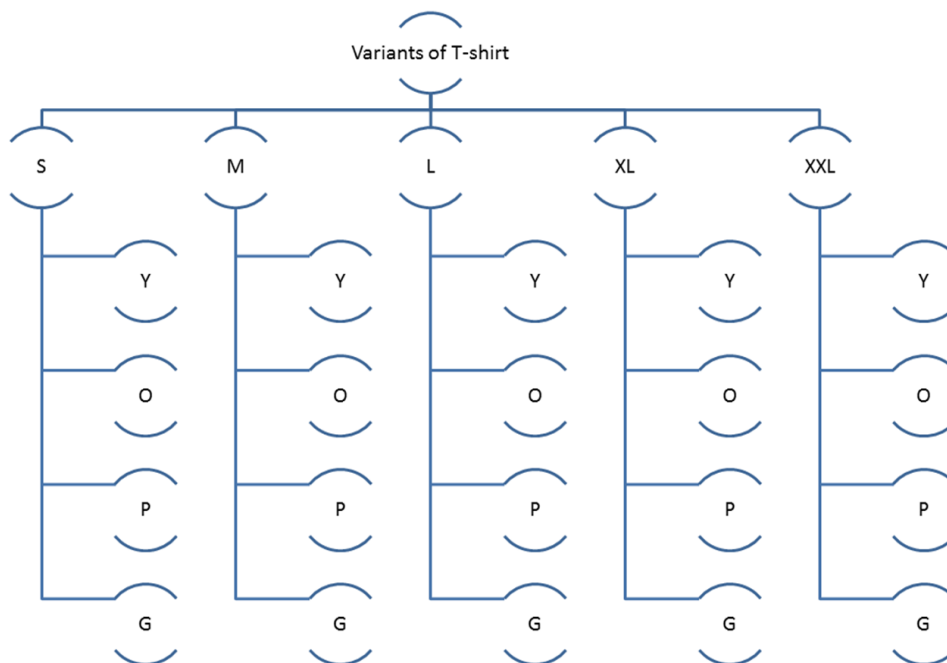 Variants of T-shirt
S M L XL XXL
Y Y Y Y Y
O O O O O
P P P P P
G G G G G